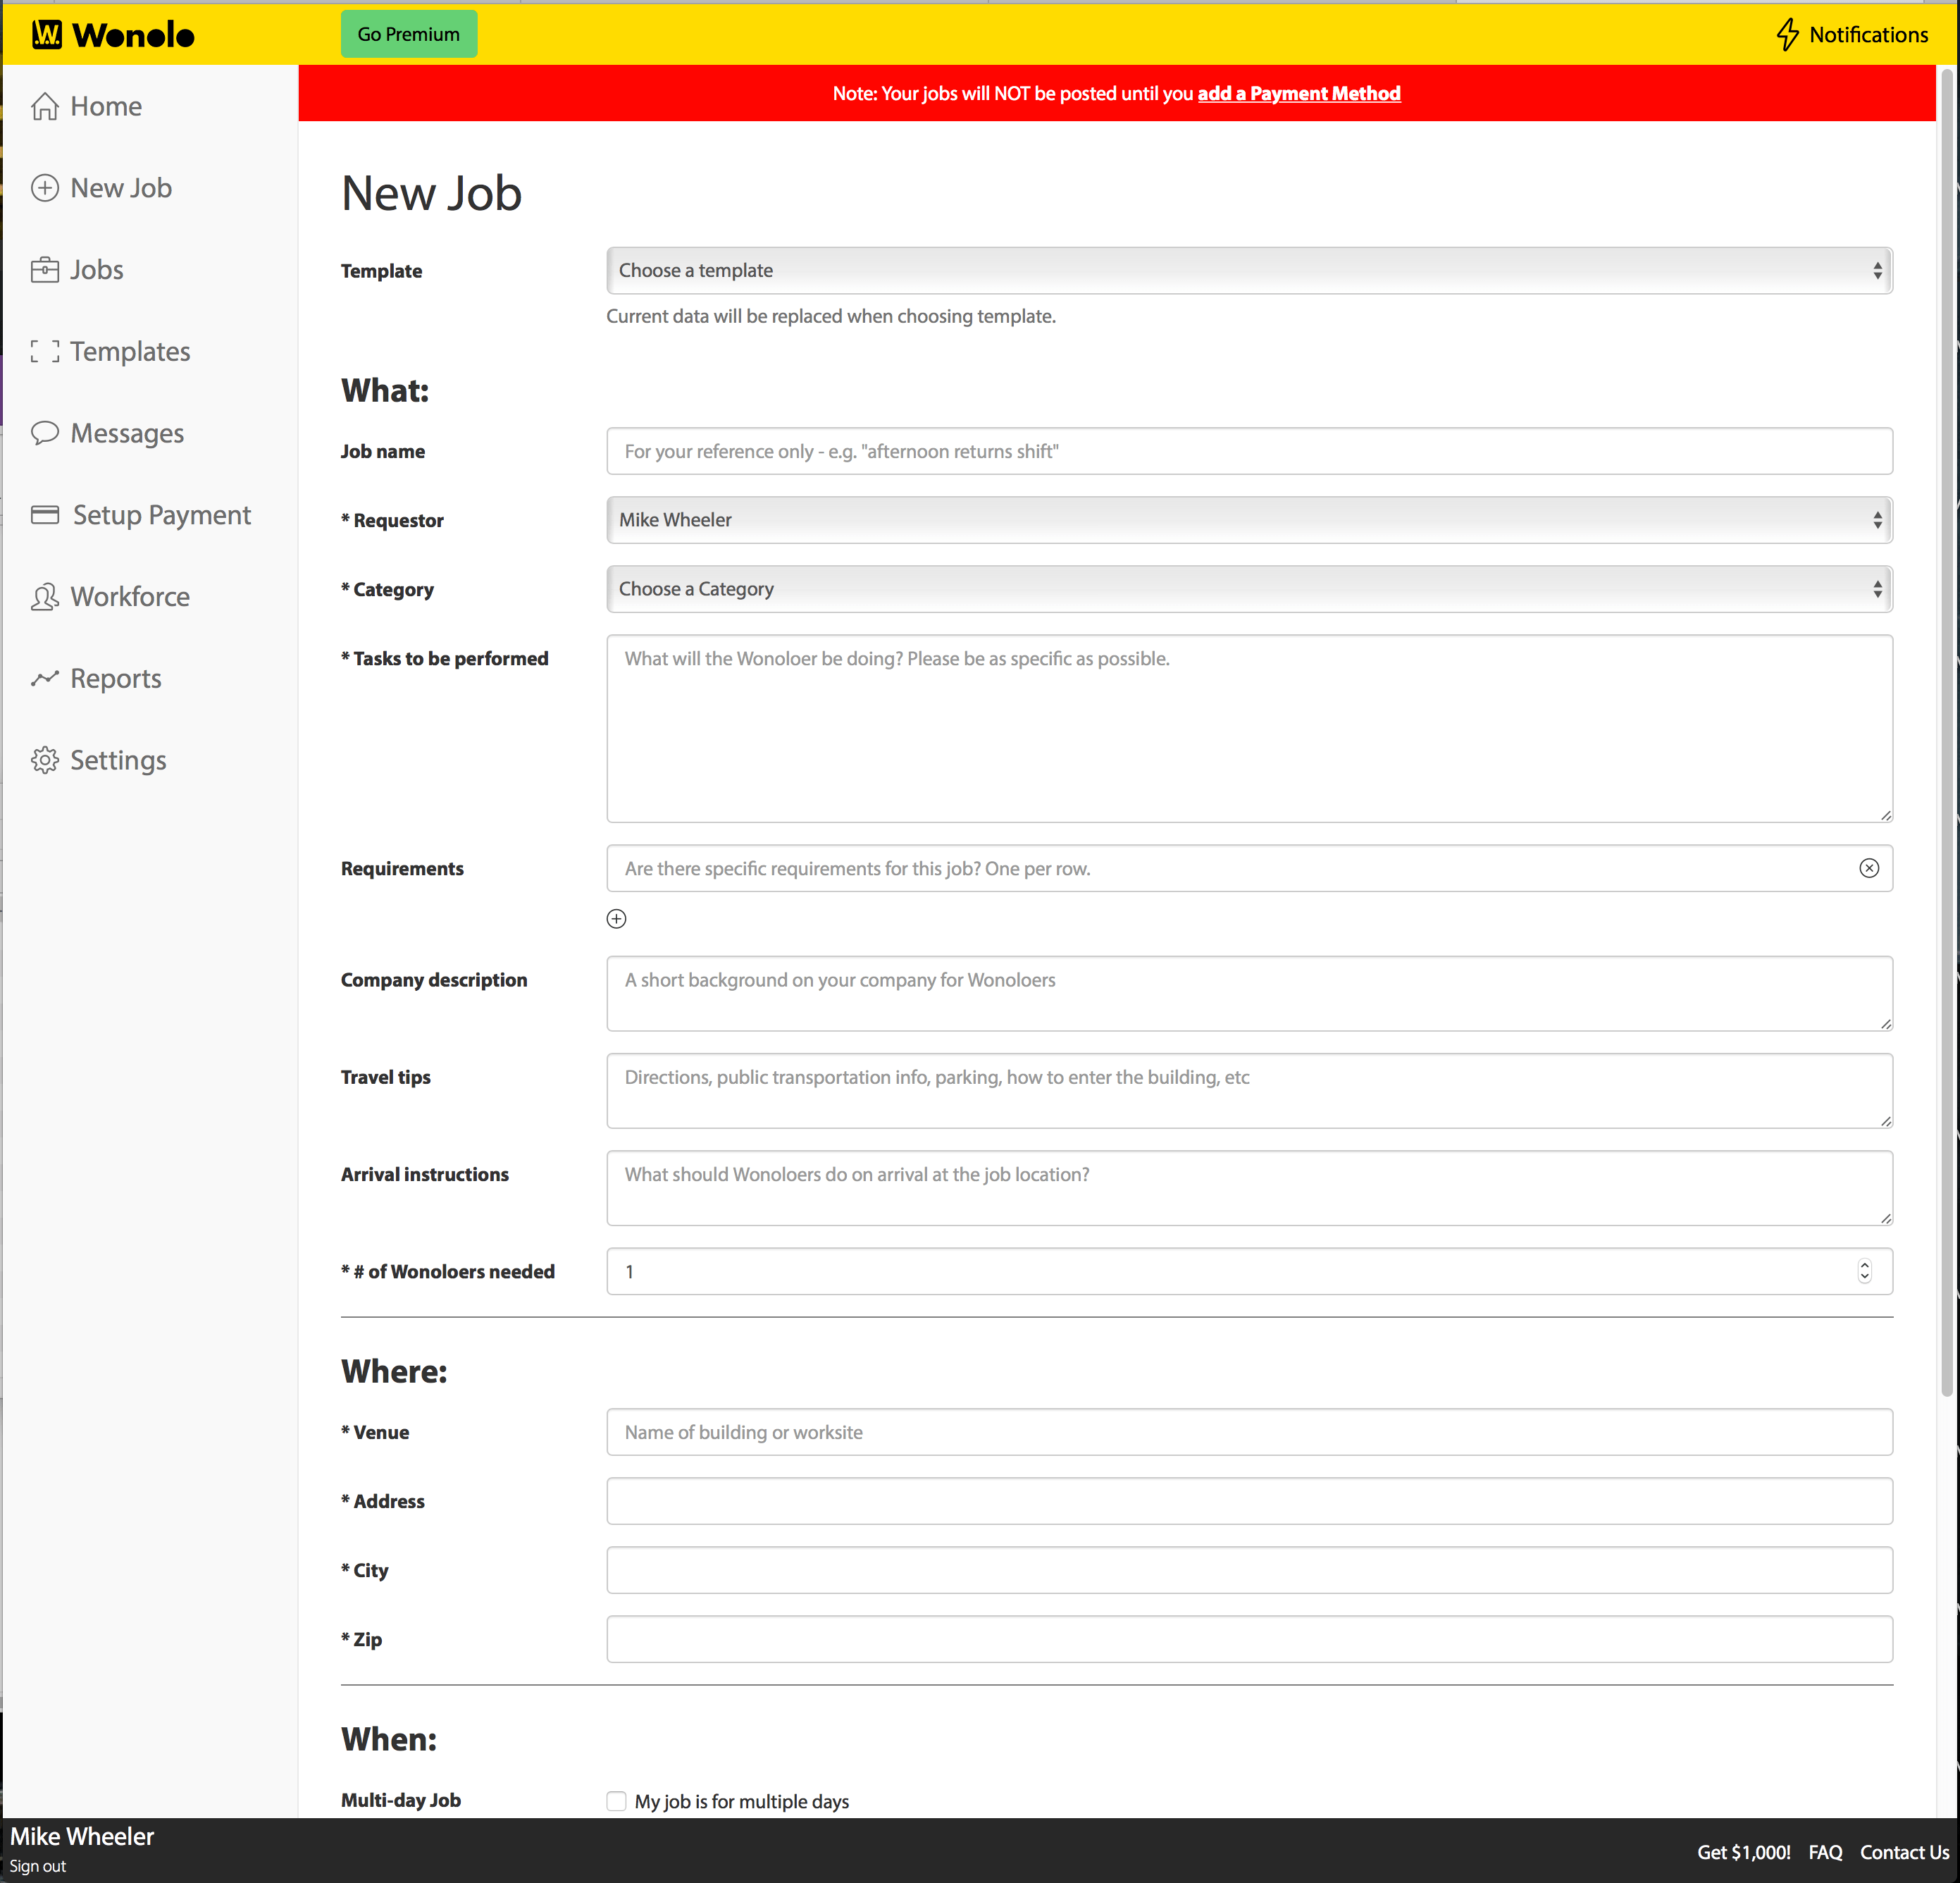 .W. Wonolo
Go Premium
Notifications
Home
New Job
Jobs
Templates
Messages
Setup Payment
Workforce
Reports
Settings
Note: Your jobs will NOT be posted until you add a Payment Method
New Job
Template
Choose a template
Current data will be replaced when choosing template.
What:
Job name
For your reference only - e.g. "afternoon returns shift"
* Requestor
Mike Wheeler
* Category
Choose a Category
* Tasks to be performed
What will the Wonoloer be doing? Please be as specific as possible.
Requirements
Are there specific requirements for this job? One per row.
Company description
A short background on your company for Wonoloers
Travel tips
Directions, public transportation info, parking, how to enter the building, etc
Arrival instructions
What should Wonoloers do on arrival at the job location?
* # of Wonoloers needed
1
Where:
* Venue
Name of building or worksite
* Address
* City
* Zip
When:
Multi-day Job
My job is for multiple days
Mike Wheeler
Sign out
Get $1,000!
FAQ
Contact Us